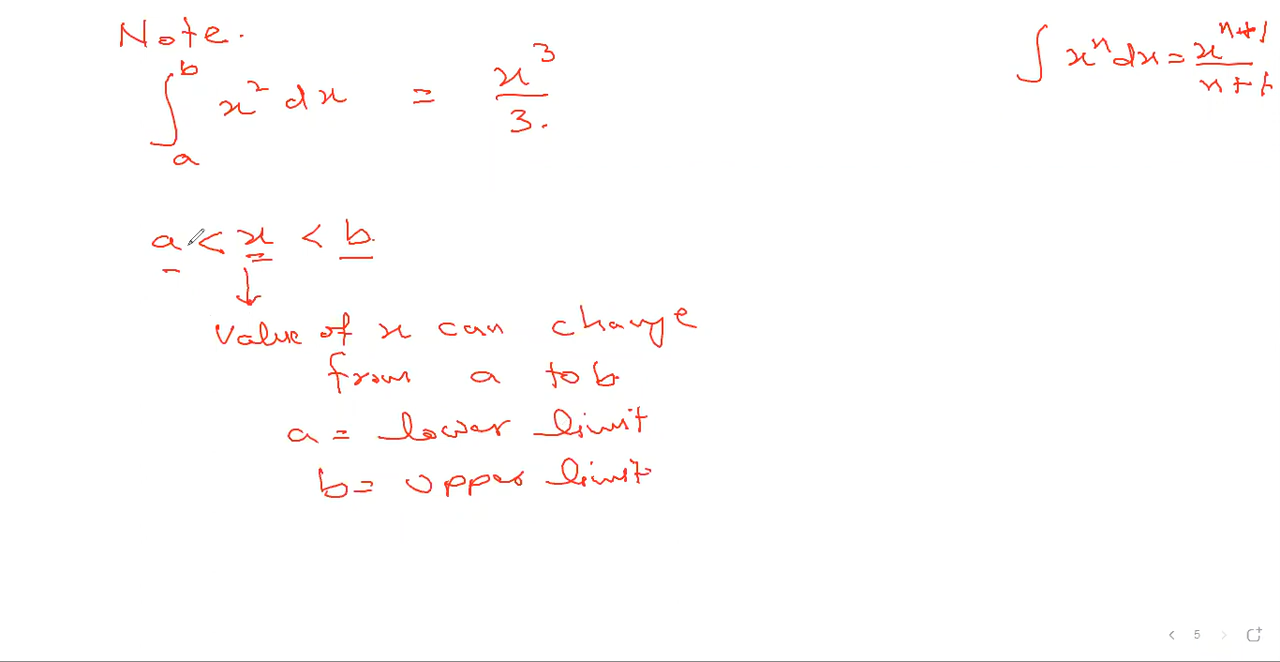 Note.
∫ₐᵇ x² dx = x³/3.
∫ xⁿ dx = xⁿ⁺¹/n+1
a < x < b.
↓
Value of x can change
from a to b.
a = lower limit
b = upper limit
5